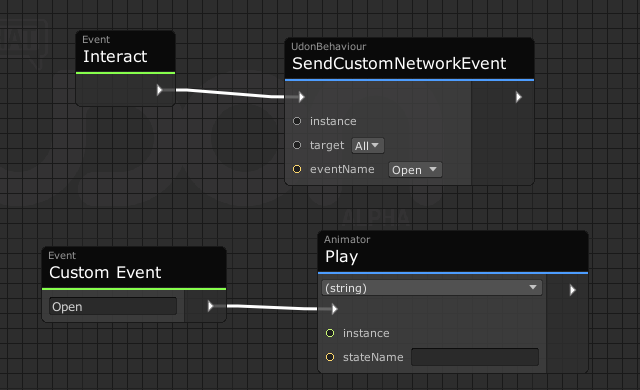 Event
Interact
UdonBehaviour
SendCustomNetworkEvent
instance
target All
eventName Open
ALPHA
Event
Custom Event
Open
Animator
Play
(string)
instance
stateName